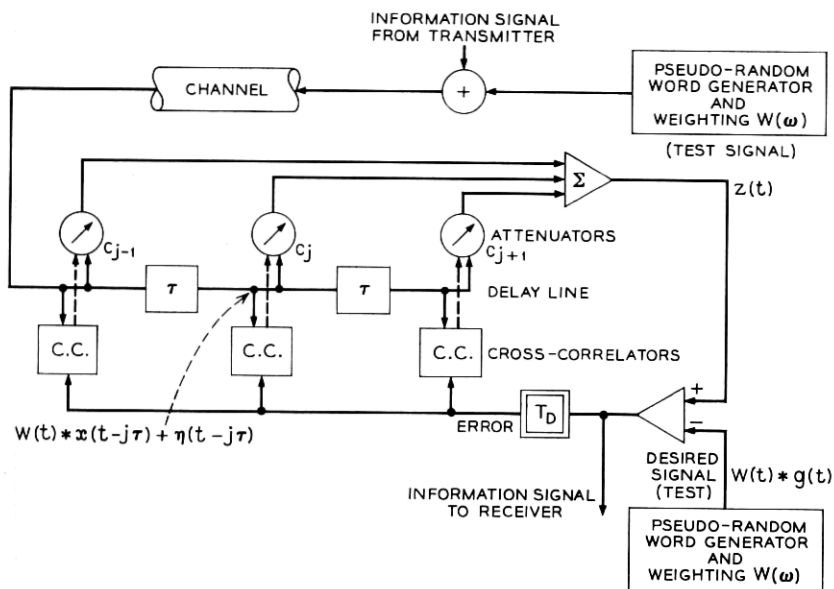 INFORMATION SIGNAL
FROM TRANSMITTER
CHANNEL
+
PSEUDO-RANDOM
WORD GENERATOR
AND
WEIGHTING W(ω)
(TEST SIGNAL)
Σ
z(t)
c_{j-1}
c_j
ATTENUATORS
c_{j+1}
τ
τ
DELAY LINE
C.C.
C.C.
C.C.
CROSS-CORRELATORS
+
−
W(t)*x(t-jτ)+η(t-jτ)
ERROR
T_D
DESIRED
SIGNAL
(TEST)
W(t)*g(t)
INFORMATION SIGNAL
TO RECEIVER
PSEUDO-RANDOM
WORD GENERATOR
AND
WEIGHTING W(ω)